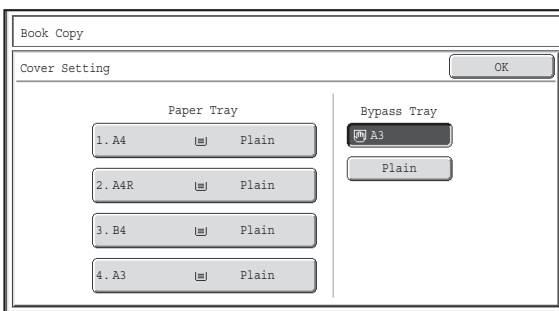 Book Copy
Cover Setting
OK
Paper Tray
Bypass Tray
1. A4 Plain
A3
2. A4R Plain
Plain
3. B4 Plain
4. A3 Plain